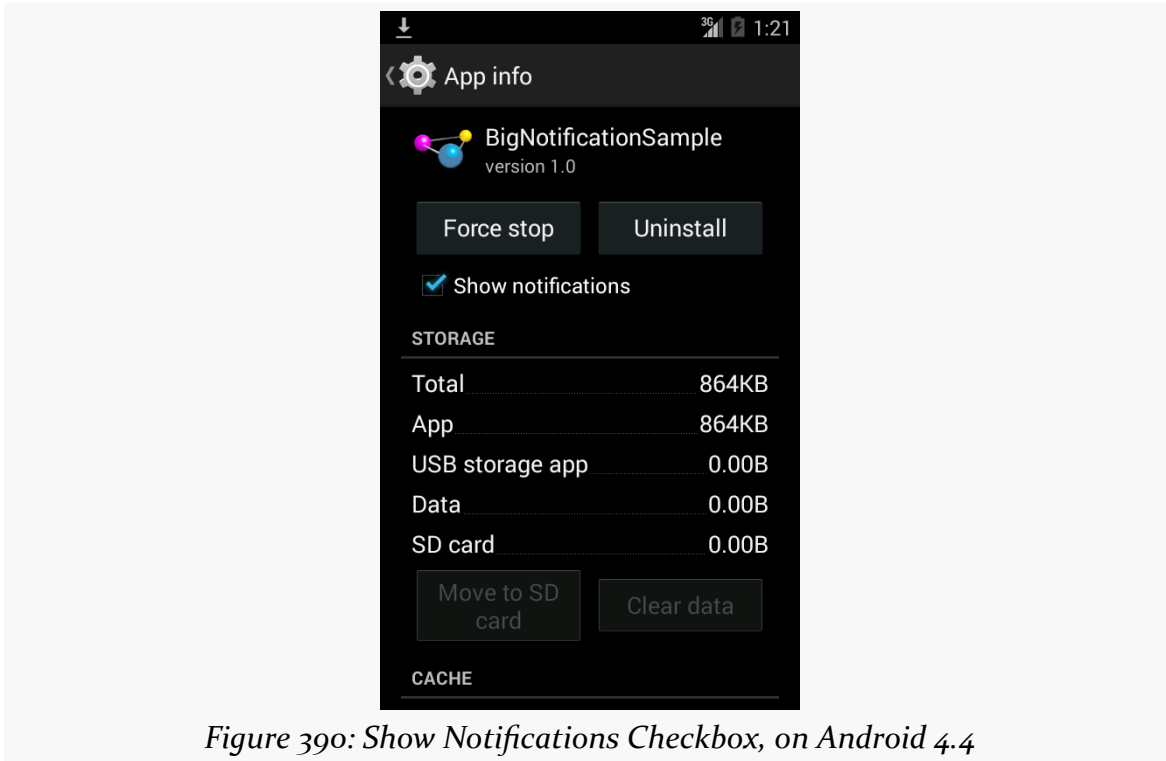 3G 1:21
App info
BigNotificationSample
version 1.0
Force stop Uninstall
Show notifications
STORAGE
Total 864KB
App 864KB
USB storage app 0.00B
Data 0.00B
SD card 0.00B
Move to SD
card
Clear data
CACHE
Figure 390: Show Notifications Checkbox, on Android 4.4